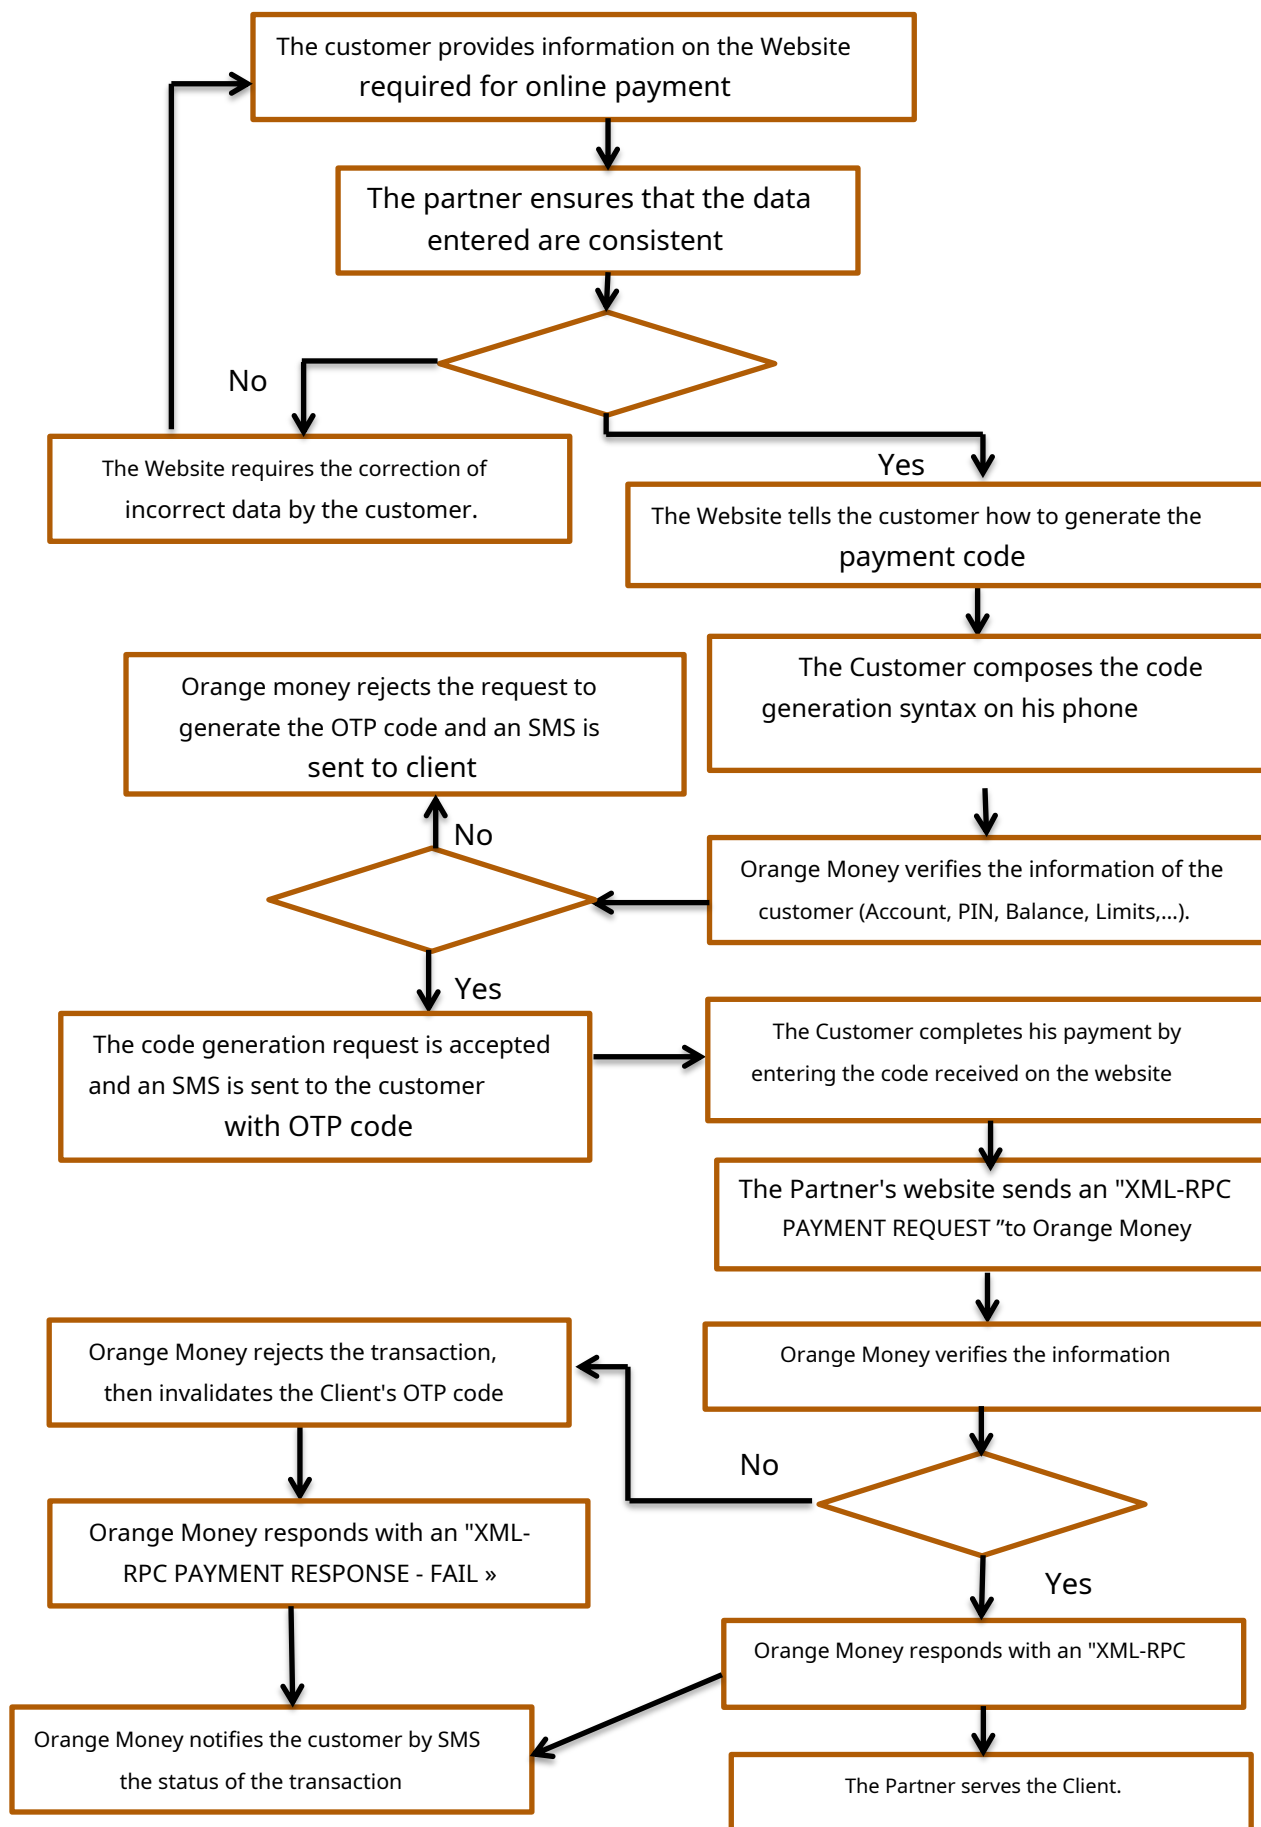 The customer provides information on the Website
required for online payment
The partner ensures that the data
entered are consistent
No
Yes
The Website requires the correction of
incorrect data by the customer.
The Website tells the customer how to generate the
payment code
The Customer composes the code
generation syntax on his phone
Orange money rejects the request to
generate the OTP code and an SMS is
sent to client
No
Orange Money verifies the information of the
customer (Account, PIN, Balance, Limits,...).
Yes
The code generation request is accepted
and an SMS is sent to the customer
with OTP code
The Customer completes his payment by
entering the code received on the website
The Partner's website sends an "XML-RPC
PAYMENT REQUEST ”to Orange Money
Orange Money verifies the information
Orange Money rejects the transaction,
then invalidates the Client's OTP code
No
Orange Money responds with an "XML-
RPC PAYMENT RESPONSE - FAIL »
Yes
Orange Money responds with an "XML-RPC
Orange Money notifies the customer by SMS
the status of the transaction
The Partner serves the Client.